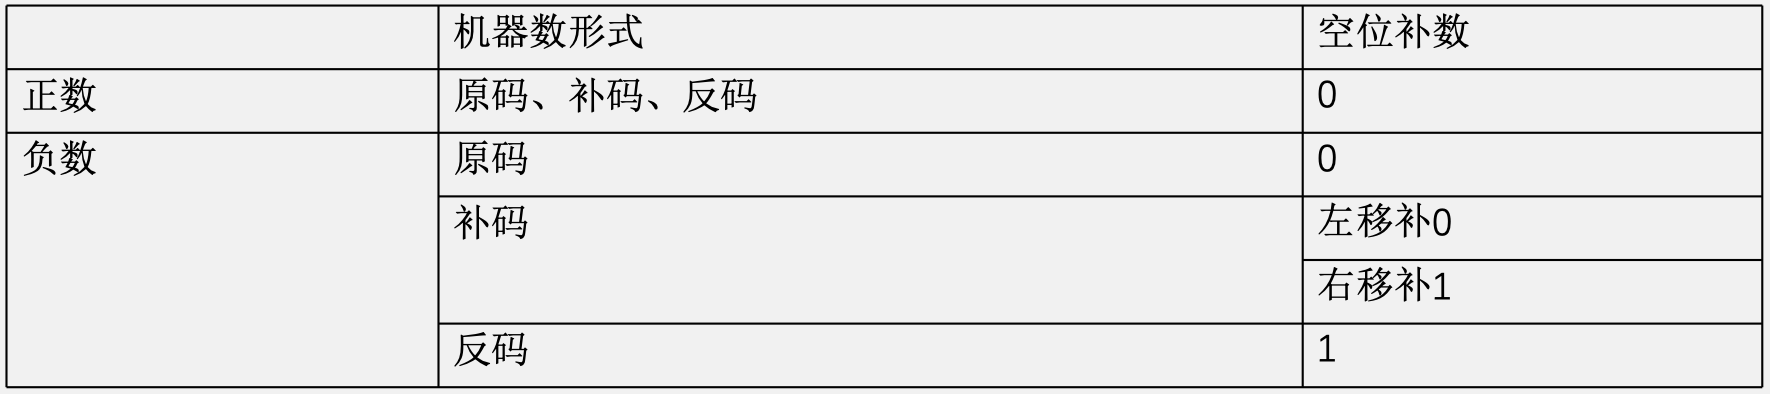 机器数形式 空位补数
正数 原码、补码、反码 0
负数 原码 0
补码 左移补0
右移补1
反码 1